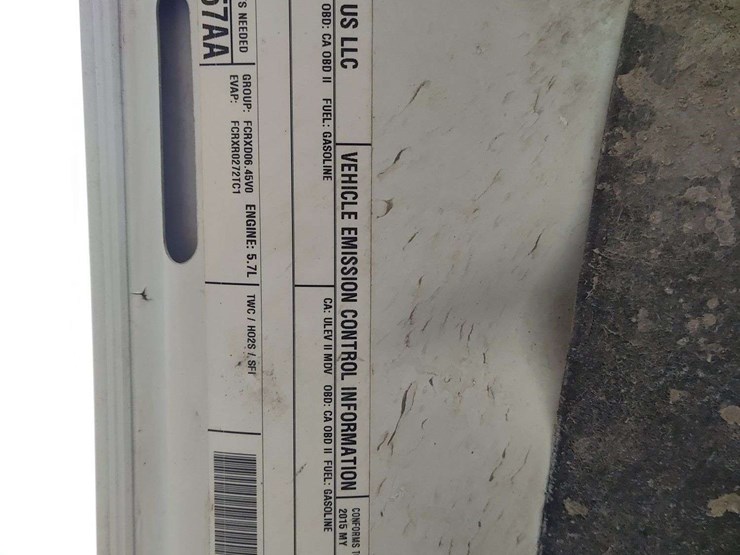 US LLC
VEHICLE EMISSION CONTROL INFORMATION
CONFORMS
2015 MY
OBD: CA OBD II FUEL: GASOLINE
CA: ULEV II MDV OBD: CA OBD II FUEL: GASOLINE
S NEEDED
57AA
GROUP: FCRXD06.45V0 ENGINE: 5.7L
EVAP: FCRXR0272TC1
TWC / HO2S / SFI